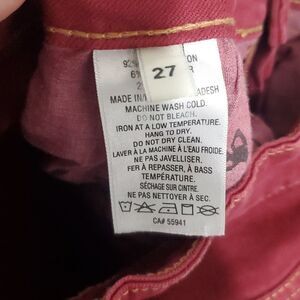 92%
27
6%
MADE IN
MACHINE WASH COLD.
DO NOT BLEACH.
IRON AT A LOW TEMPERATURE.
HANG TO DRY.
DO NOT DRY CLEAN.
LAVER À LA MACHINE À L'EAU FROIDE.
NE PAS JAVELLISER.
FER À REPASSER, À BASS
TEMPÉRATURE.
SÉCHAGE SUR CINTRE.
NE PAS NETTOYER À SEC.
CA# 55941